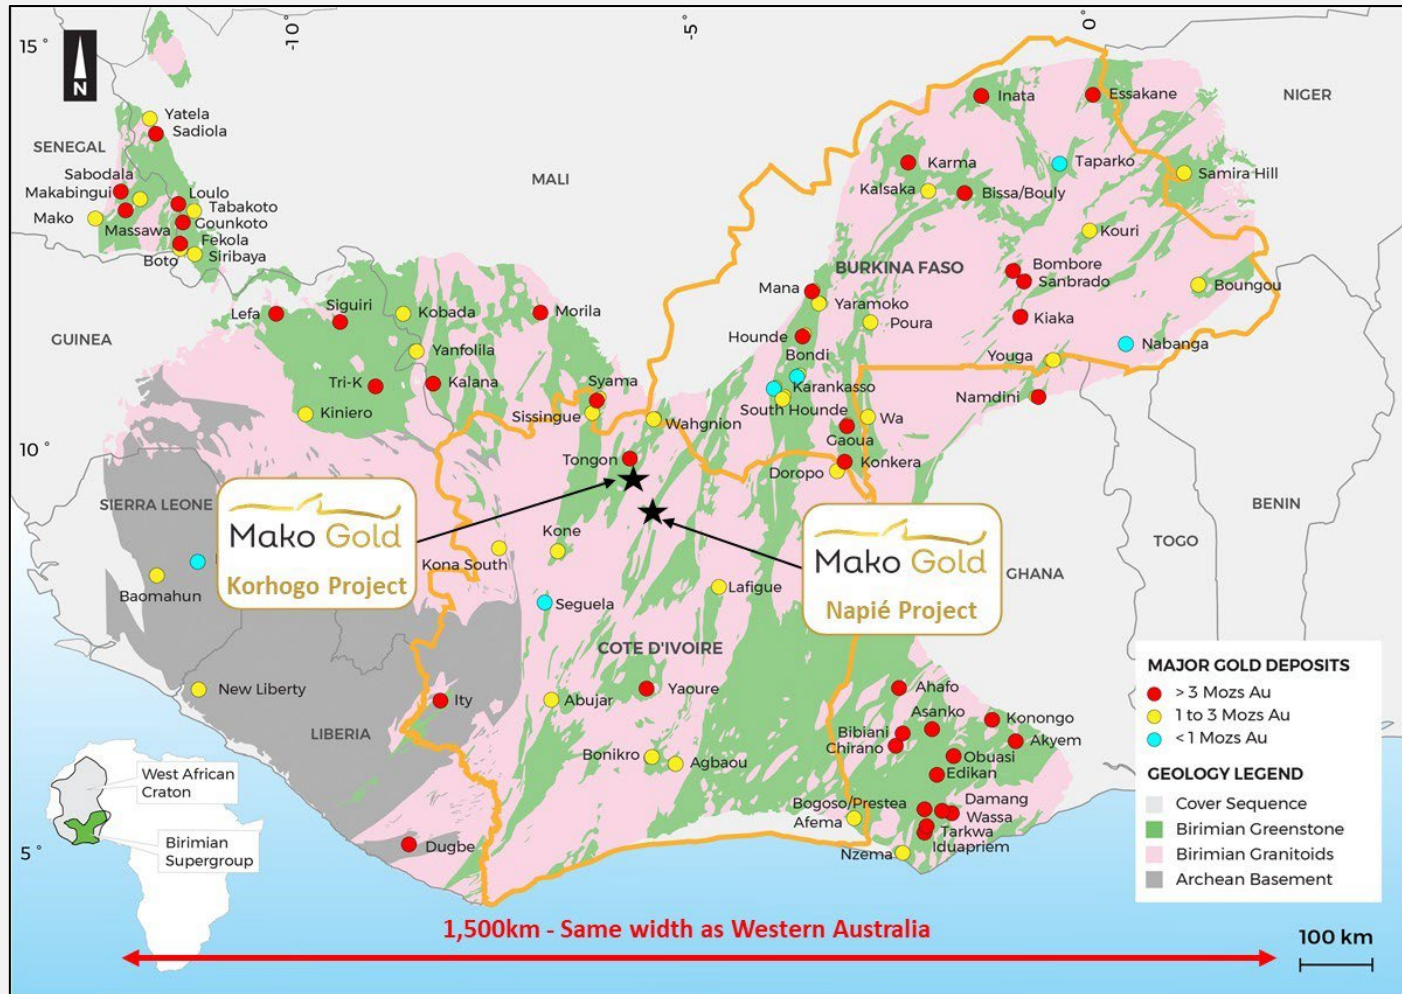 -10°
-5°
0
15°
10°
5°
N
SENEGAL
MALI
NIGER
GUINEA
BURKINA FASO
SIERRA LEONE
LIBERIA
COTE D'IVOIRE
GHANA
TOGO
BENIN
Yatela
Sadiola
Sabodala
Makabingui
Mako
Massawa
Loulo
Tabakoto
Gounkoto
Fekola
Boto
Siribaya
Lefa
Siguiri
Kobada
Morila
Yanfolila
Tri-K
Kalana
Kiniero
Syama
Sissingue
Wahgnion
Tongon
Inata
Essakane
Karma
Taparko
Samira Hill
Kalsaka
Bissa/Bouly
Kouri
Bombore
Sanbrado
Boungou
Mana
Yaramoko
Poura
Kiaka
Hounde
Bondi
Nabanga
Youga
Karankasso
South Hounde
Namdini
Wa
Gaoua
Konkera
Doropo
Mako Gold
Korhogo Project
Mako Gold
Napié Project
Baomahun
Kona South
Kone
Seguela
Lafigue
New Liberty
Ity
Abujar
Yaoure
Bonikro
Agbaou
Dugbe
Ahafo
Asanko
Konongo
Bibiani
Chirano
Akyem
Obuasi
Edikan
Bogoso/Prestea
Damang
Afema
Wassa
Tarkwa
Iduapriem
Nzema
West African
Craton
Birimian
Supergroup
MAJOR GOLD DEPOSITS
> 3 Mozs Au
1 to 3 Mozs Au
< 1 Mozs Au
GEOLOGY LEGEND
Cover Sequence
Birimian Greenstone
Birimian Granitoids
Archean Basement
1,500km - Same width as Western Australia
100 km